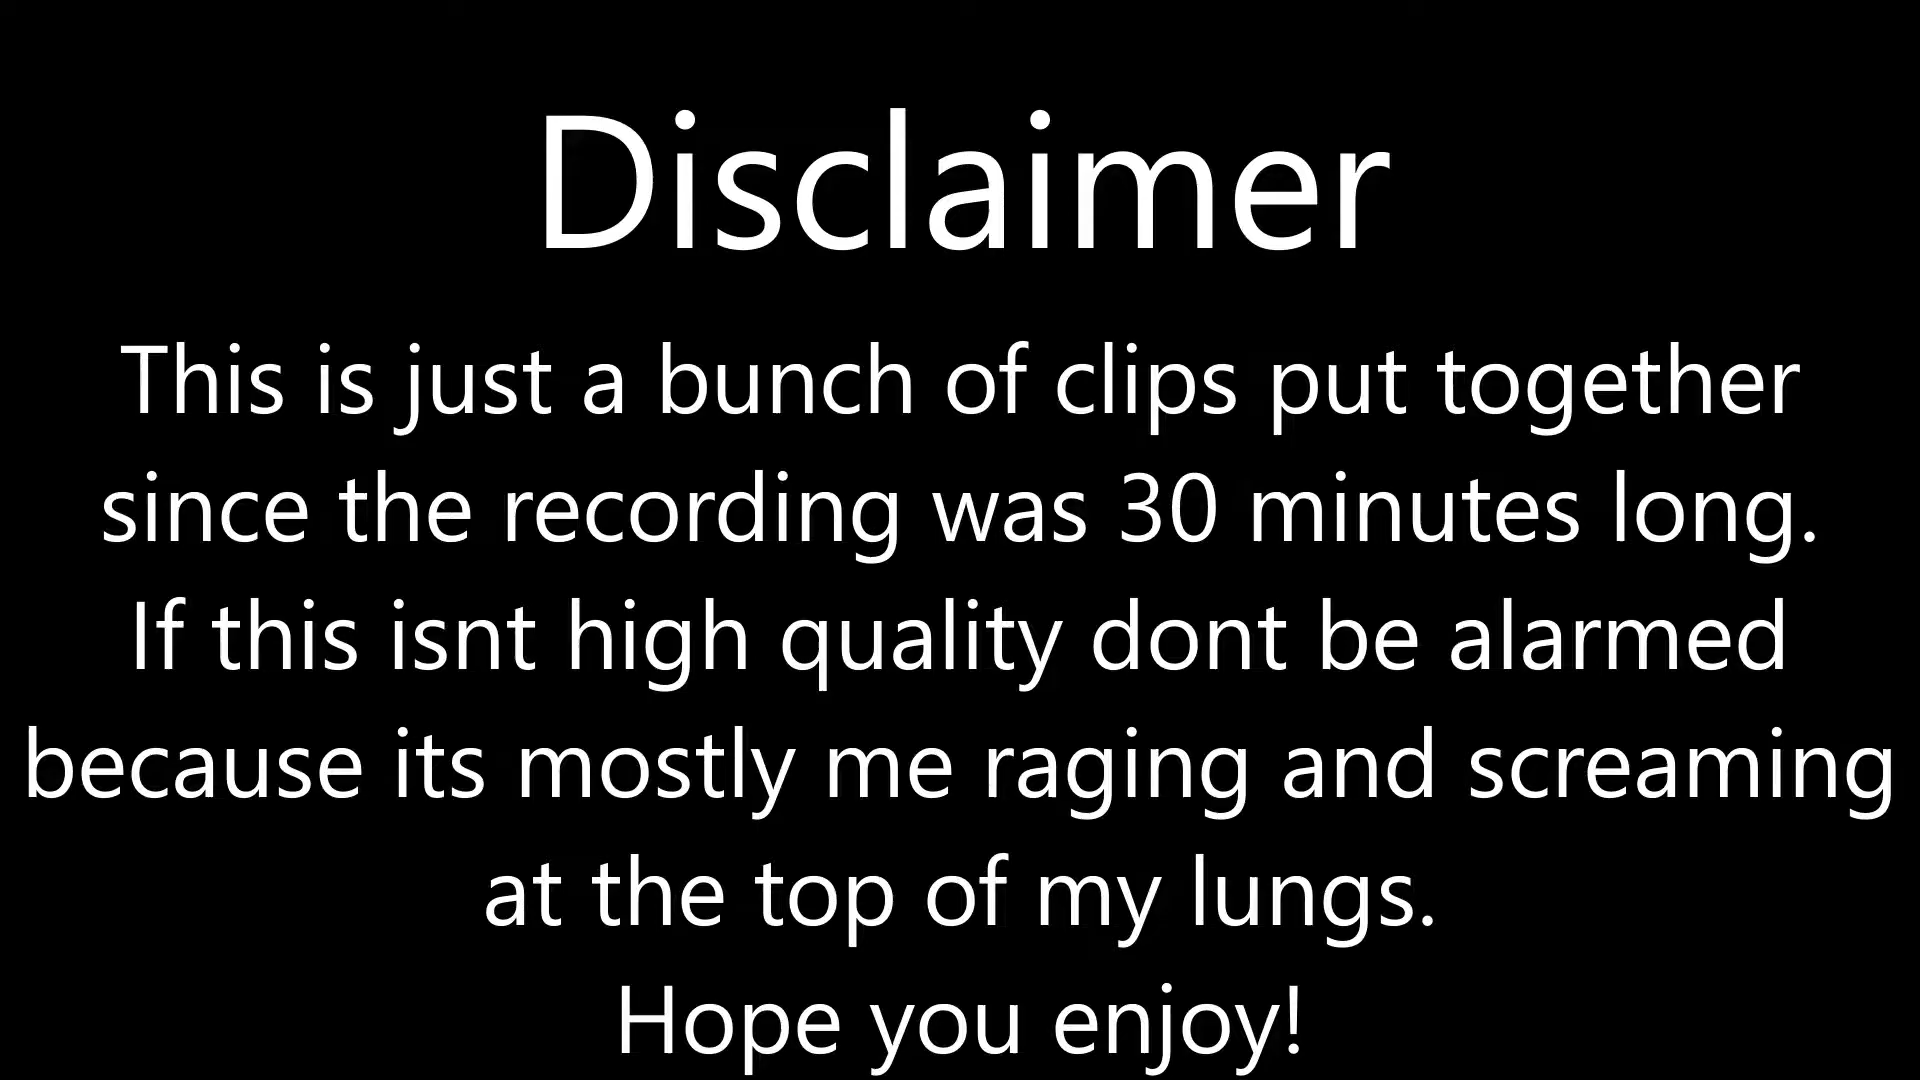 Disclaimer
This is just a bunch of clips put together
since the recording was 30 minutes long.
If this isnt high quality dont be alarmed
because its mostly me raging and screaming
at the top of my lungs.
Hope you enjoy!